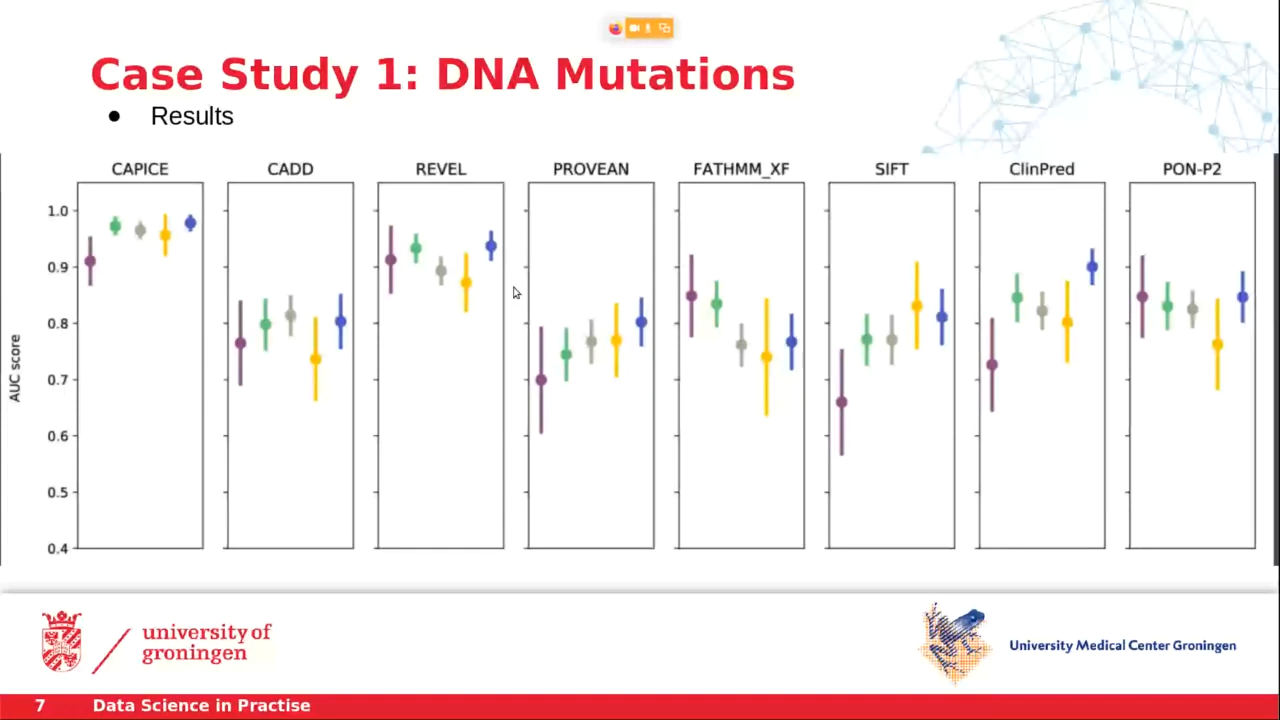 Case Study 1: DNA Mutations
● Results
CAPICE CADD REVEL PROVEAN FATHMM_XF SIFT ClinPred PON-P2
AUC score
1.0
0.9
0.8
0.7
0.6
0.5
0.4
university of
groningen
University Medical Center Groningen
7 Data Science in Practise